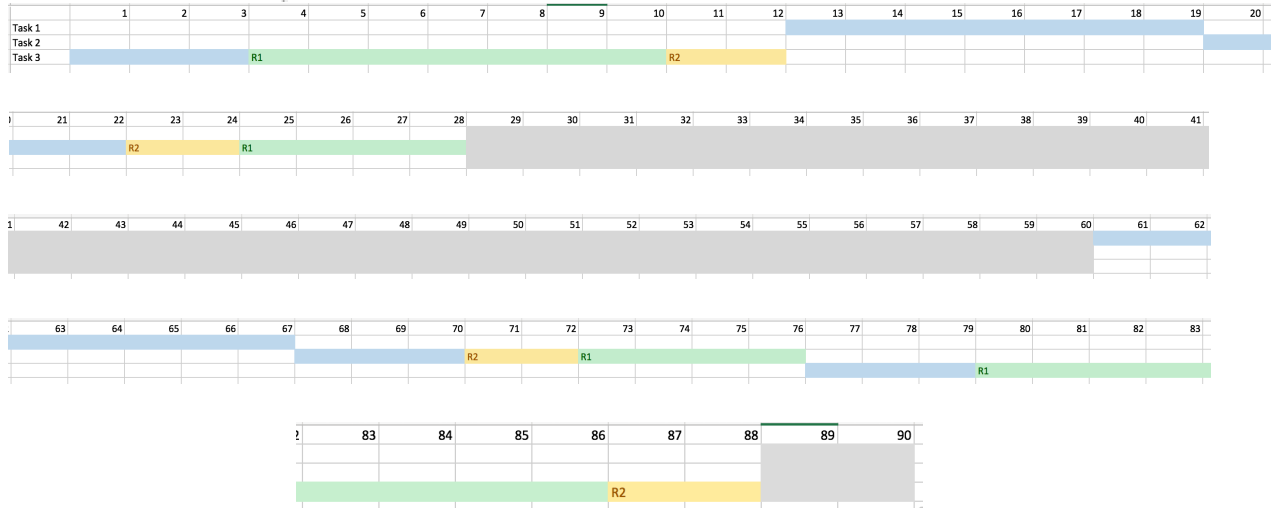 1 2 3 4 5 6 7 8 9 10 11 12 13 14 15 16 17 18 19 20
Task 1
Task 2
Task 3 R1 R2
21 22 23 24 25 26 27 28 29 30 31 32 33 34 35 36 37 38 39 40 41
R2 R1
1 42 43 44 45 46 47 48 49 50 51 52 53 54 55 56 57 58 59 60 61 62
63 64 65 66 67 68 69 70 71 72 73 74 75 76 77 78 79 80 81 82 83
R2 R1
R1
2 83 84 85 86 87 88 89 90
R2